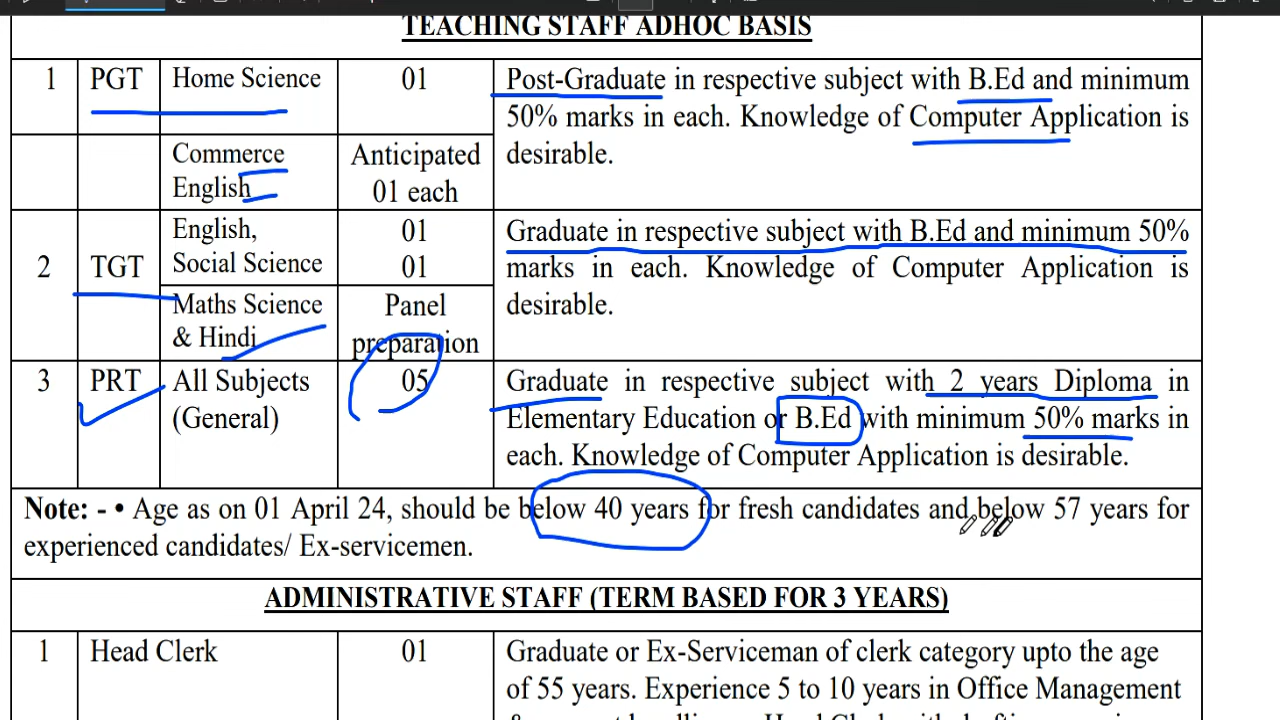 TEACHING STAFF ADHOC BASIS
1 PGT Home Science 01 Post-Graduate in respective subject with B.Ed and minimum
50% marks in each. Knowledge of Computer Application is
desirable.
Commerce
English
Anticipated
01 each
2 TGT
English,
Social Science
01
01
Maths Science
& Hindi
Panel
preparation
Graduate in respective subject with B.Ed and minimum 50%
marks in each. Knowledge of Computer Application is
desirable.
3 PRT All Subjects
(General)
05
Graduate in respective subject with 2 years Diploma in
Elementary Education or B.Ed with minimum 50% marks in
each. Knowledge of Computer Application is desirable.
Note: - • Age as on 01 April 24, should be below 40 years for fresh candidates and below 57 years for
experienced candidates/ Ex-servicemen.
ADMINISTRATIVE STAFF (TERM BASED FOR 3 YEARS)
1 Head Clerk 01 Graduate or Ex-Serviceman of clerk category upto the age
of 55 years. Experience 5 to 10 years in Office Management